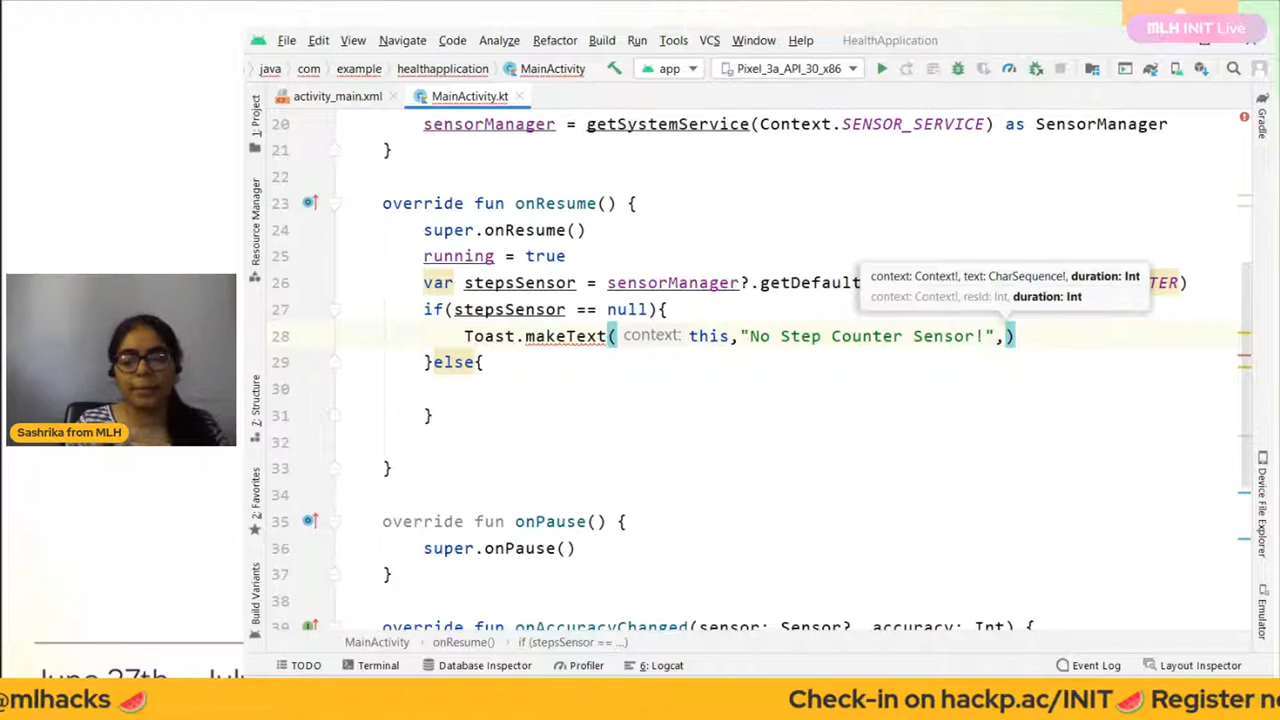 MLH INIT Live
File Edit View Navigate Code Analyze Refactor Build Run Tools VCS Window Help HealthApplication
java com example healthapplication MainActivity app Pixel_3a_API_30_x86
activity_main.xml MainActivity.kt
20 sensorManager = getSystemService(Context.SENSOR_SERVICE) as SensorManager
21 }
22
23 override fun onResume() {
24 super.onResume()
25 running = true
context: Context!, text: CharSequence!, duration: Int
26 var stepsSensor = sensorManager?.getDefault TER)
context: Context!, resId: Int, duration: Int
27 if(stepsSensor == null){
28 Toast.makeText( context: this,"No Step Counter Sensor!",)
29 }else{
30
31 }
32
33 }
34
35 override fun onPause() {
36 super.onPause()
37 }
38
39 override fun onAccuracyChanged(sensor: Sensor?, accuracy: Int) {
MainActivity onResume() if (stepsSensor == ...)
TODO Terminal Database Inspector Profiler 6: Logcat Event Log Layout Inspector
1: Project
Resource Manager
7: Structure
2: Favorites
Build Variants
Gradle
Device File Explorer
Emulator
Sashrika from MLH
@mlhacks Check-in on hackp.ac/INIT Register